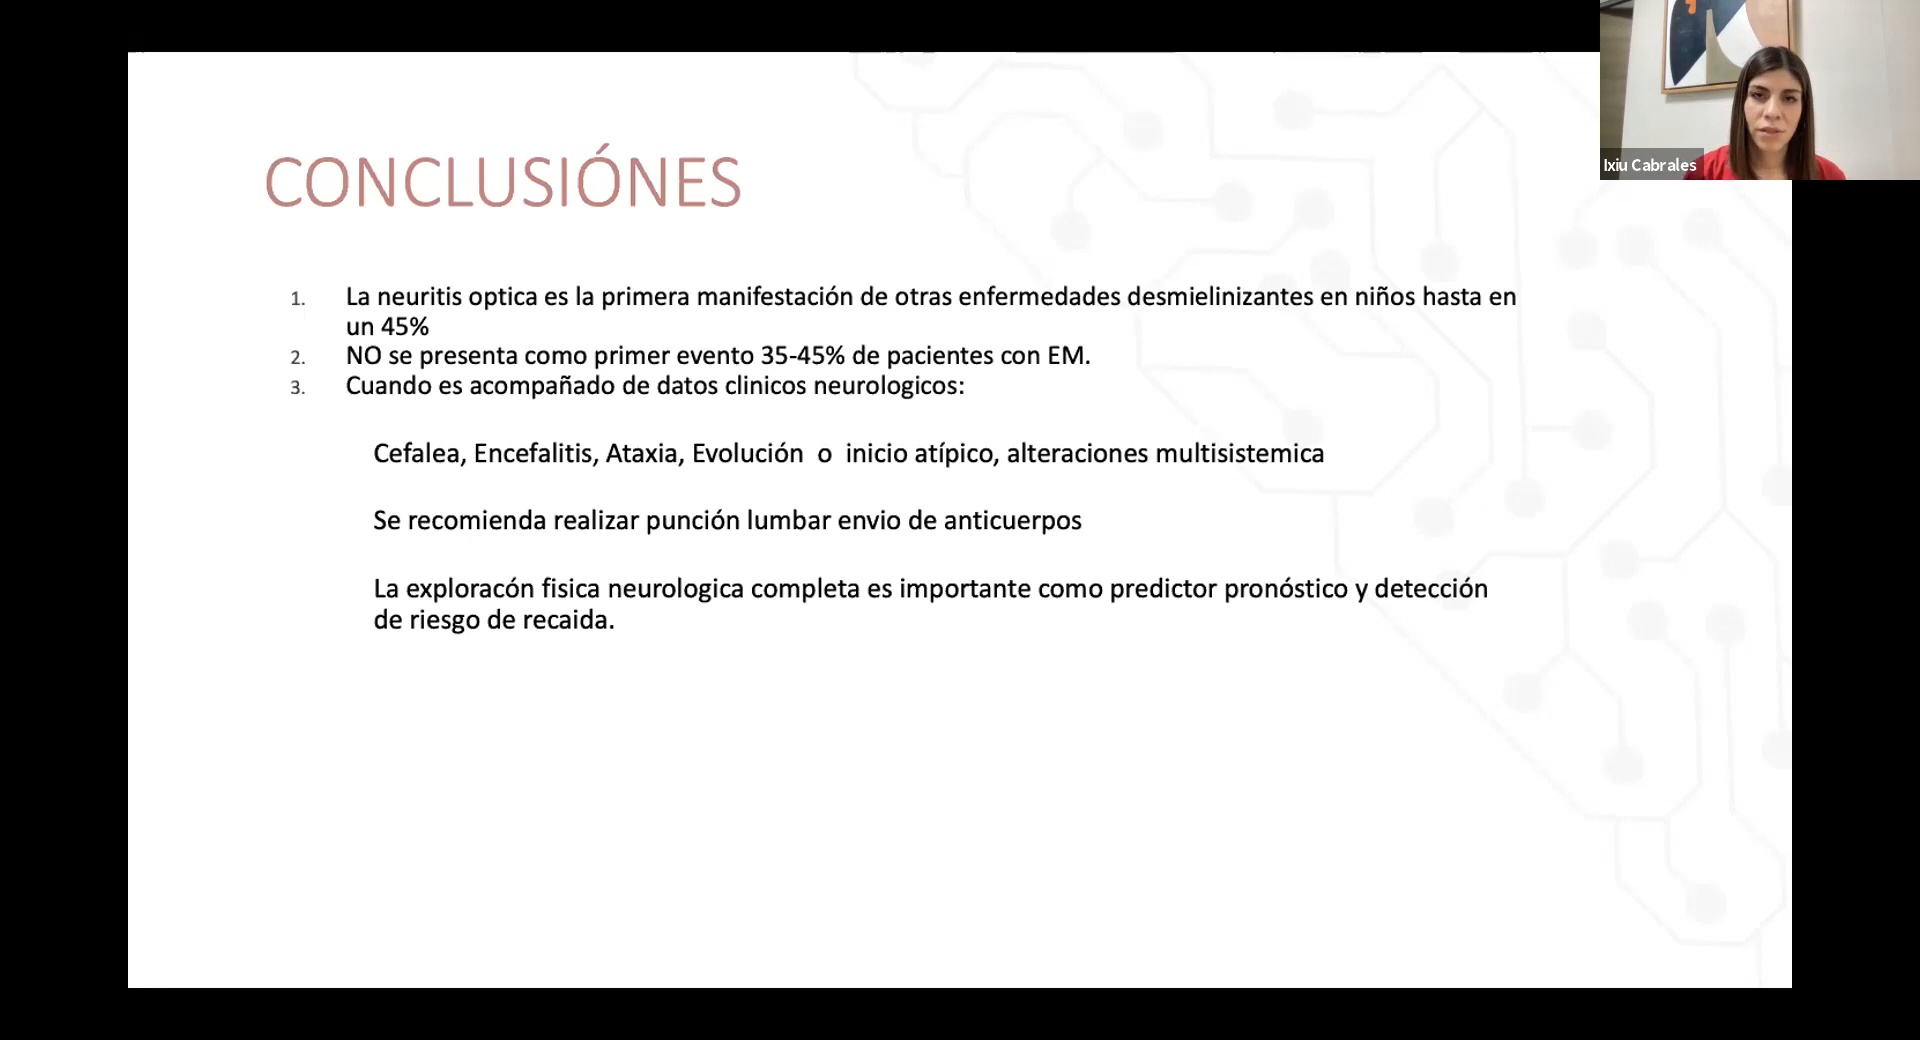 Ixiu Cabrales
CONCLUSIÓNES
1. La neuritis optica es la primera manifestación de otras enfermedades desmielinizantes en niños hasta en
un 45%
2. NO se presenta como primer evento 35-45% de pacientes con EM.
3. Cuando es acompañado de datos clinicos neurologicos:
Cefalea, Encefalitis, Ataxia, Evolución o inicio atípico, alteraciones multisistemica
Se recomienda realizar punción lumbar envio de anticuerpos
La exploracón fisica neurologica completa es importante como predictor pronóstico y detección
de riesgo de recaida.